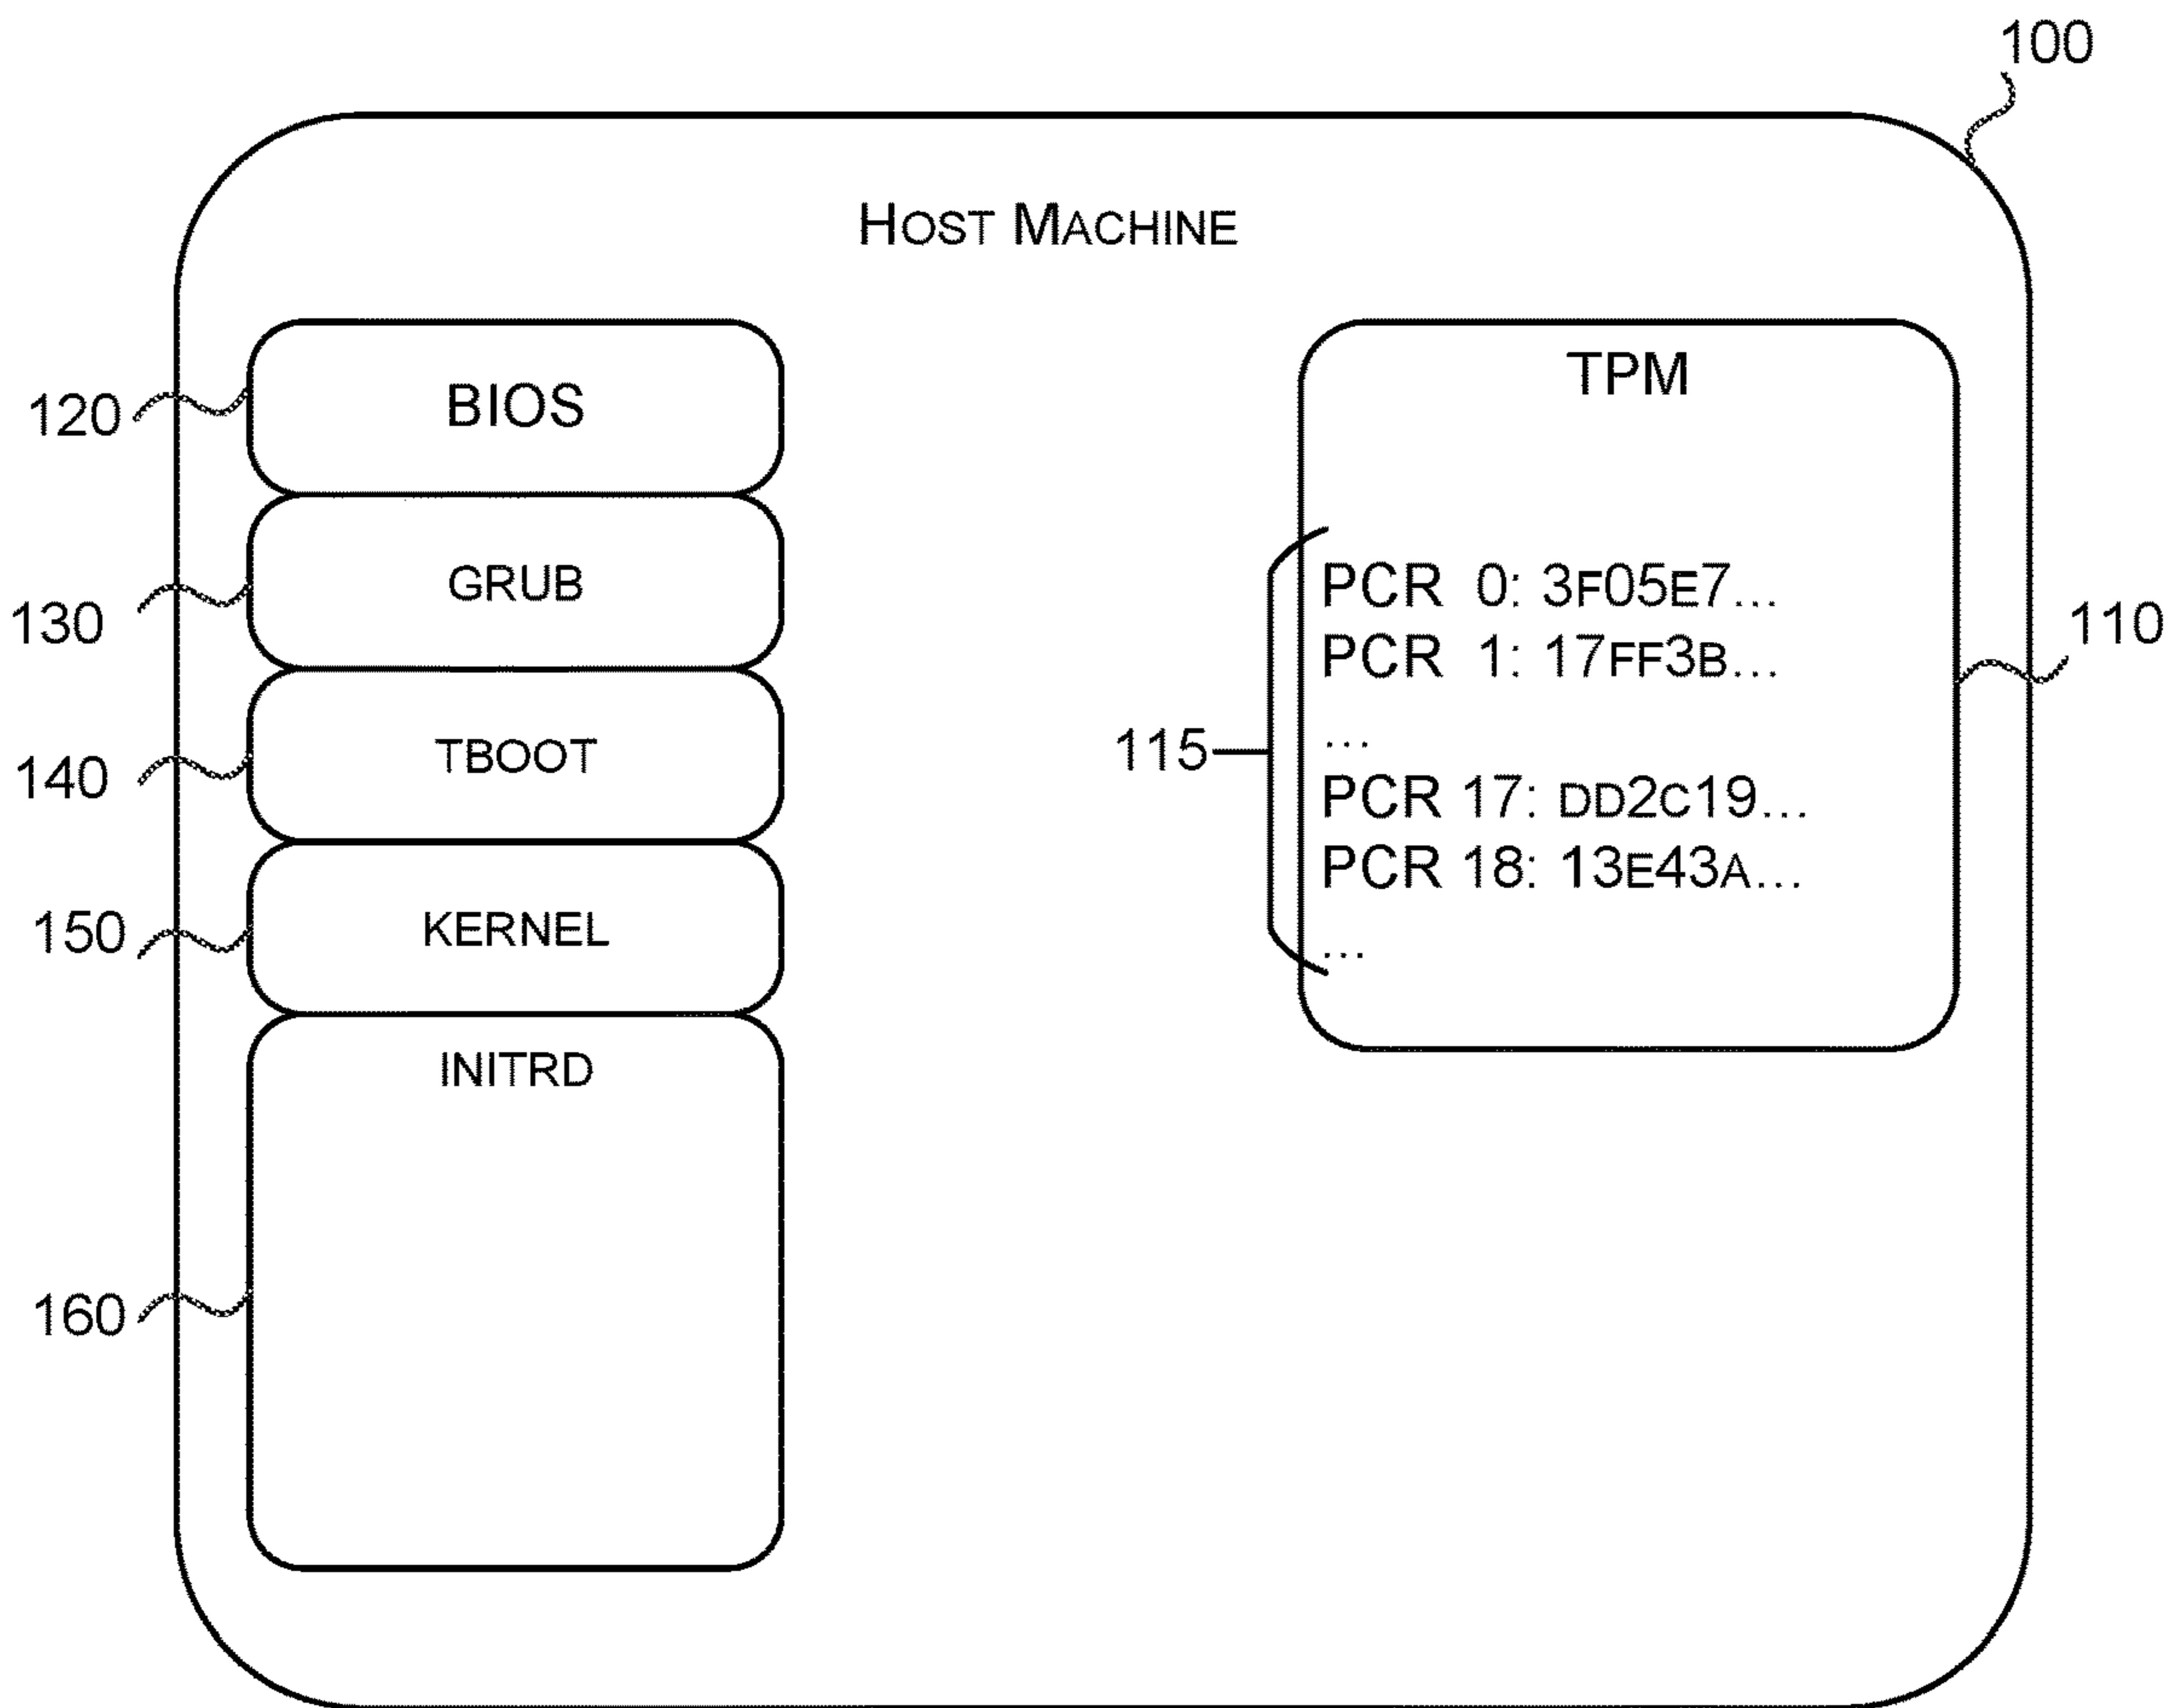 100
HOST MACHINE
BIOS
120
GRUB
130
TBOOT
140
KERNEL
150
INITRD
160
TPM
PCR 0: 3F05E7...
PCR 1: 17FF3B...
...
PCR 17: DD2C19...
PCR 18: 13E43A...
...
115
110